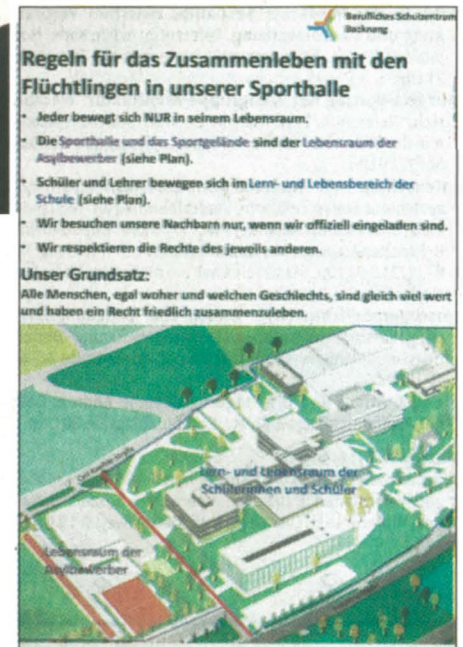 Berufliches Schulzentrum
Backnang
Regeln für das Zusammenleben mit den
Flüchtlingen in unserer Sporthalle
• Jeder bewegt sich NUR in seinem Lebensraum.
• Die Sporthalle und das Sportgelände sind der Lebensraum der
Asylbewerber (siehe Plan).
• Schüler und Lehrer bewegen sich im Lern- und Lebensbereich der
Schule (siehe Plan).
• Wir besuchen unsere Nachbarn nur, wenn wir offiziell eingeladen sind.
• Wir respektieren die Rechte des jeweils anderen.
Unser Grundsatz:
Alle Menschen, egal woher und welchen Geschlechts, sind gleich viel wert
und haben ein Recht friedlich zusammenzuleben.
Lern- und Lebensraum der
Schülerinnen und Schüler
Lebensraum der
Asylbewerber